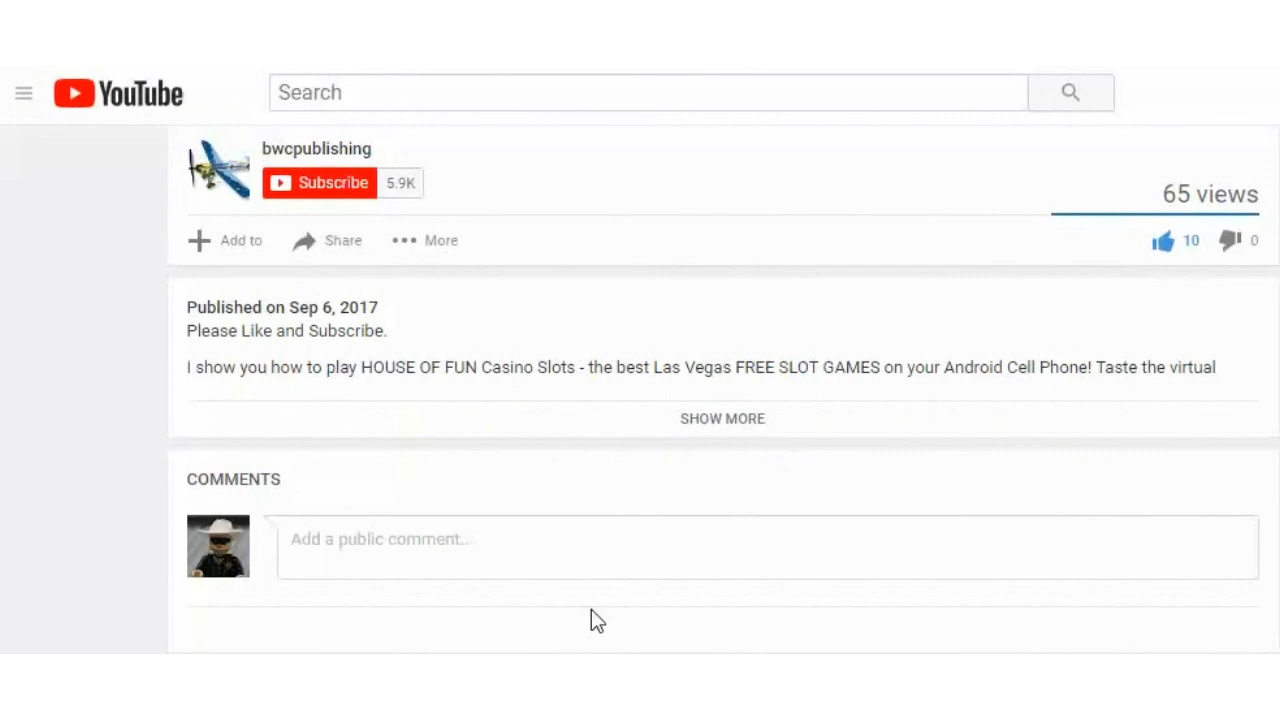 YouTube
Search
bwcpublishing
Subscribe 5.9K
65 views
Add to Share More
10 0
Published on Sep 6, 2017
Please Like and Subscribe.
I show you how to play HOUSE OF FUN Casino Slots - the best Las Vegas FREE SLOT GAMES on your Android Cell Phone! Taste the virtual
SHOW MORE
COMMENTS
Add a public comment...